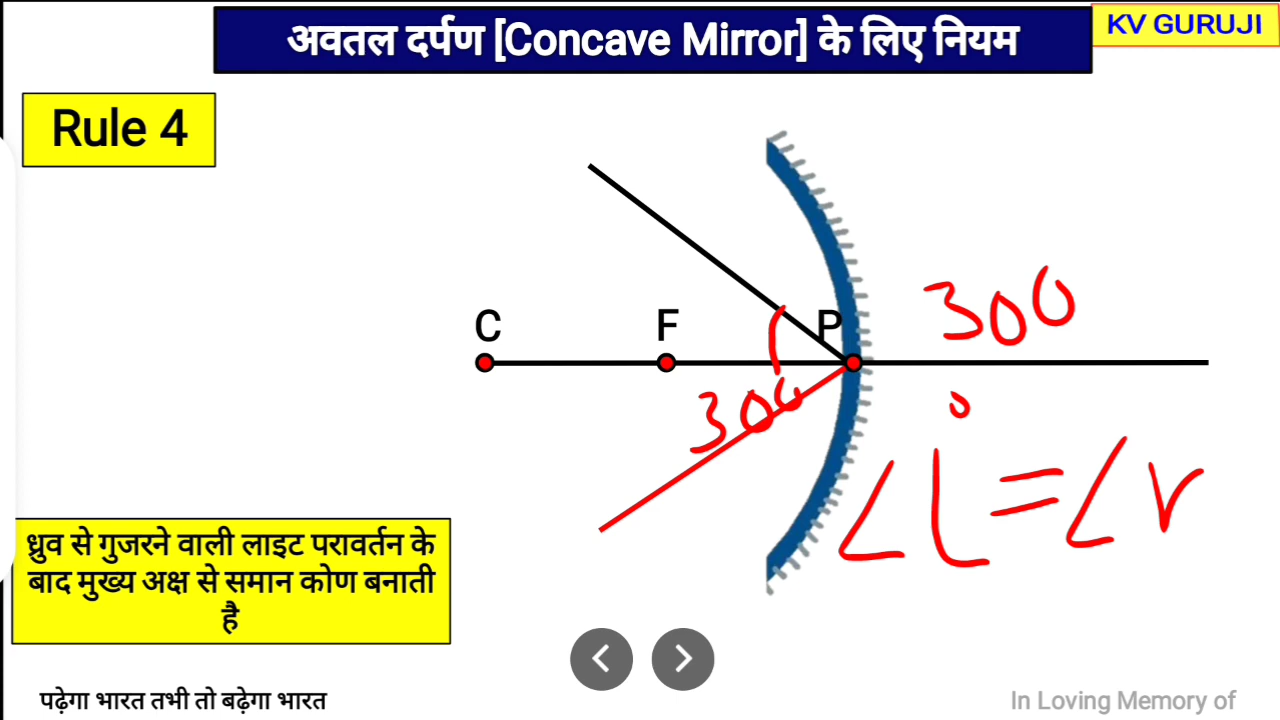 अवतल दर्पण [Concave Mirror] के लिए नियम
KV GURUJI
Rule 4
300
C
F
P
300
∠i=∠r
ध्रुव से गुजरने वाली लाइट परावर्तन के
बाद मुख्य अक्ष से समान कोण बनाती
है
पढ़ेगा भारत तभी तो बढ़ेगा भारत
In Loving Memory of